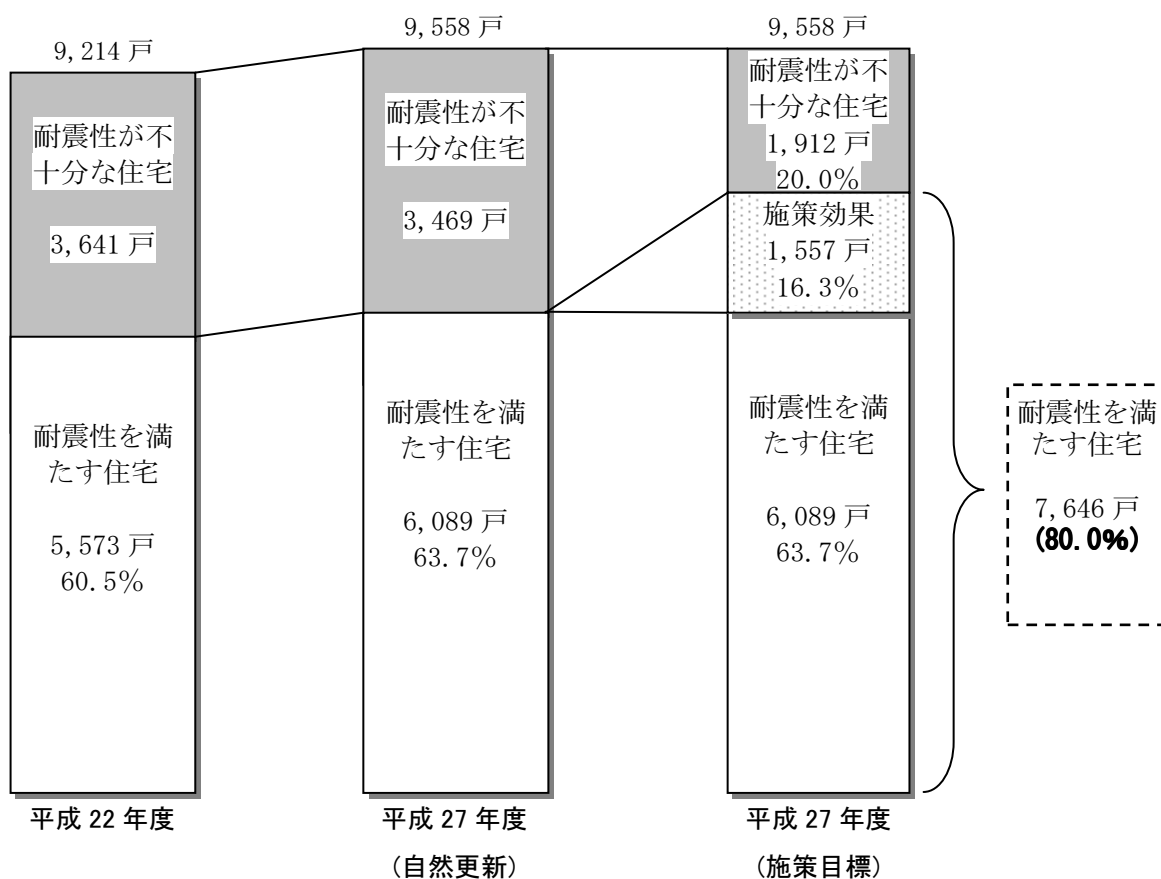 9,214 戸
耐震性が不
十分な住宅
3,641 戸
耐震性を満
たす住宅
5,573 戸
60.5%
平成 22 年度
9,558 戸
耐震性が不
十分な住宅
3,469 戸
耐震性を満
たす住宅
6,089 戸
63.7%
平成 27 年度
(自然更新)
9,558 戸
耐震性が不
十分な住宅
1,912 戸
20.0%
施策効果
1,557 戸
16.3%
耐震性を満
たす住宅
6,089 戸
63.7%
平成 27 年度
(施策目標)
耐震性を満
たす住宅
7,646 戸
(80.0%)